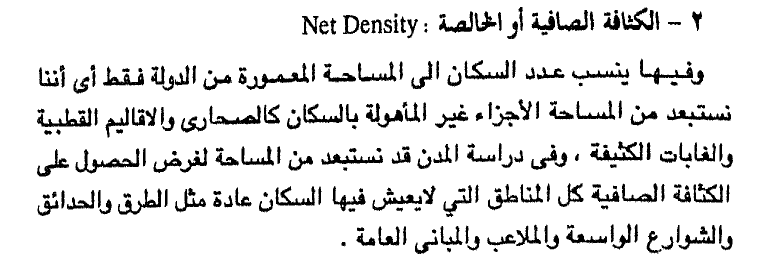 ٢ - الكثافة الصافية أو الخالصة : Net Density
وفيها ينسب عدد السكان الى المساحة المعمورة من الدولة فقط أى أننا
نستبعد من المساحة الأجزاء غير المأهولة بالسكان كالصحارى والاقاليم القطبية
والغابات الكثيفة ، وفى دراسة المدن قد نستبعد من المساحة لغرض الحصول على
الكثافة الصافية كل المناطق التي لايعيش فيها السكان عادة مثل الطرق والحدائق
والشوارع الواسعة والملاعب والمبانى العامة .